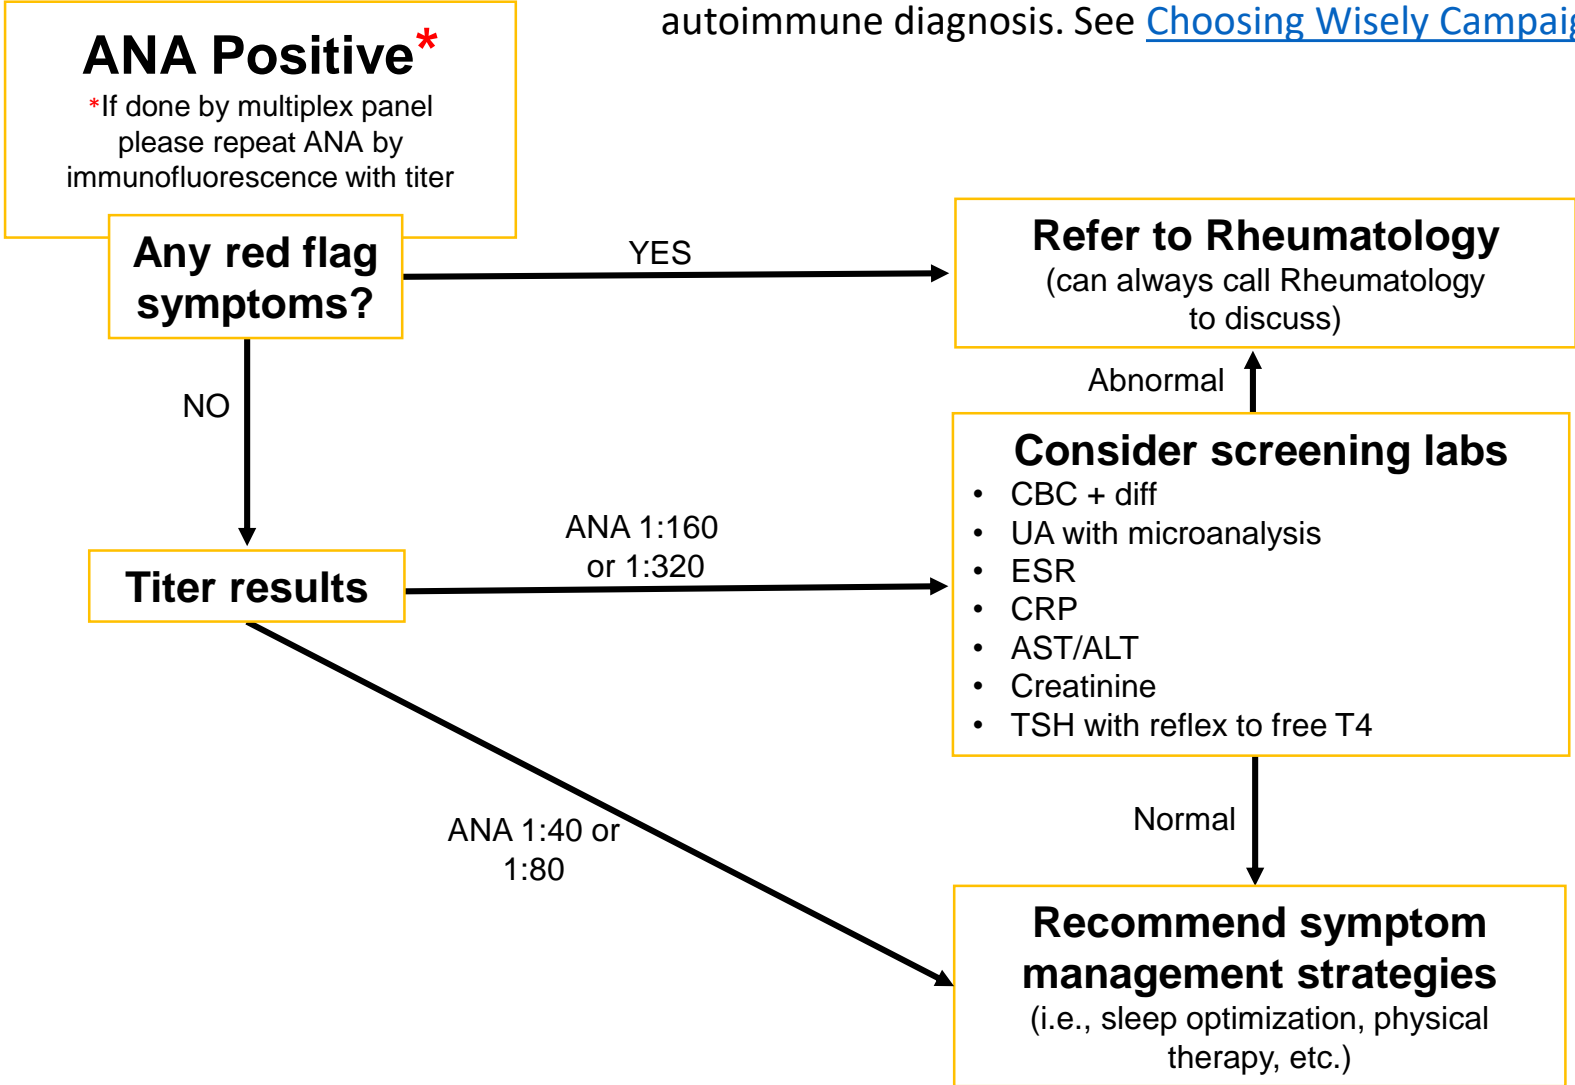 autoimmune diagnosis. See Choosing Wisely Campaig
ANA Positive*
*If done by multiplex panel
please repeat ANA by
immunofluorescence with titer
Any red flag
symptoms?
YES
Refer to Rheumatology
(can always call Rheumatology
to discuss)
Abnormal
NO
Consider screening labs
• CBC + diff
• UA with microanalysis
• ESR
• CRP
• AST/ALT
• Creatinine
• TSH with reflex to free T4
ANA 1:160
or 1:320
Titer results
Normal
ANA 1:40 or
1:80
Recommend symptom
management strategies
(i.e., sleep optimization, physical
therapy, etc.)